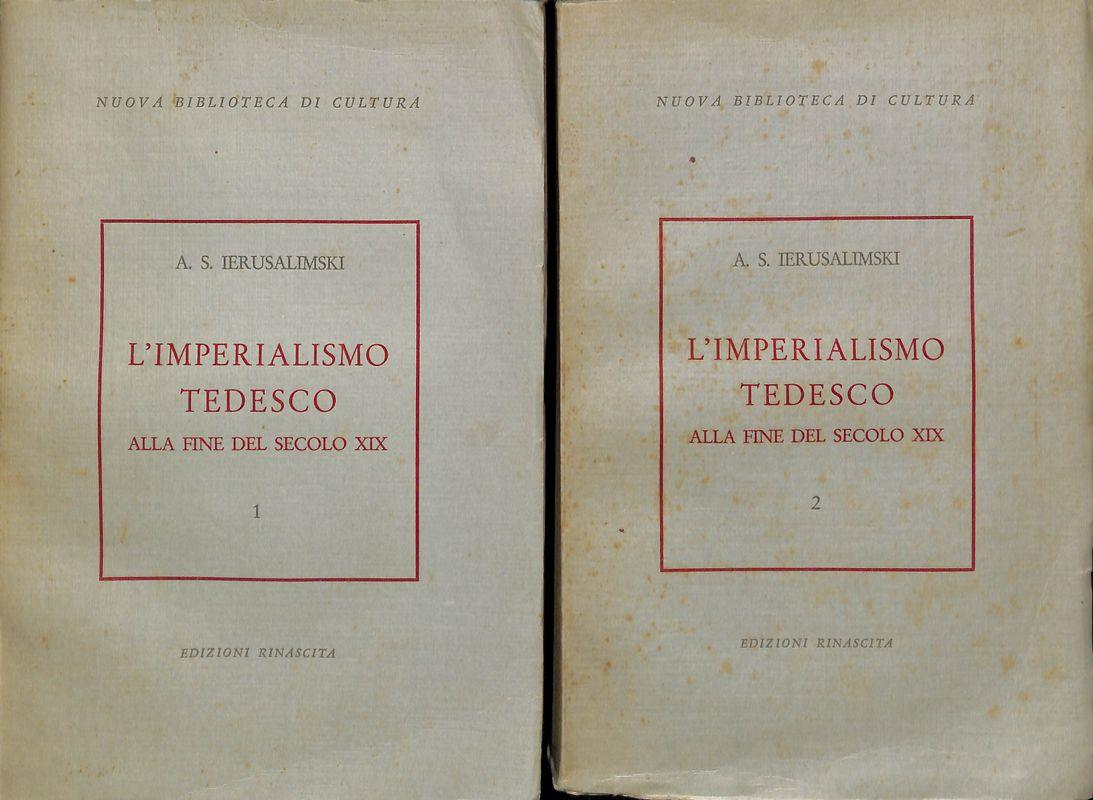 NUOVA BIBLIOTECA DI CULTURA
A. S. IERUSALIMSKI
L'IMPERIALISMO
TEDESCO
ALLA FINE DEL SECOLO XIX
1
EDIZIONI RINASCITA
NUOVA BIBLIOTECA DI CULTURA
A. S. IERUSALIMSKI
L'IMPERIALISMO
TEDESCO
ALLA FINE DEL SECOLO XIX
2
EDIZIONI RINASCITA